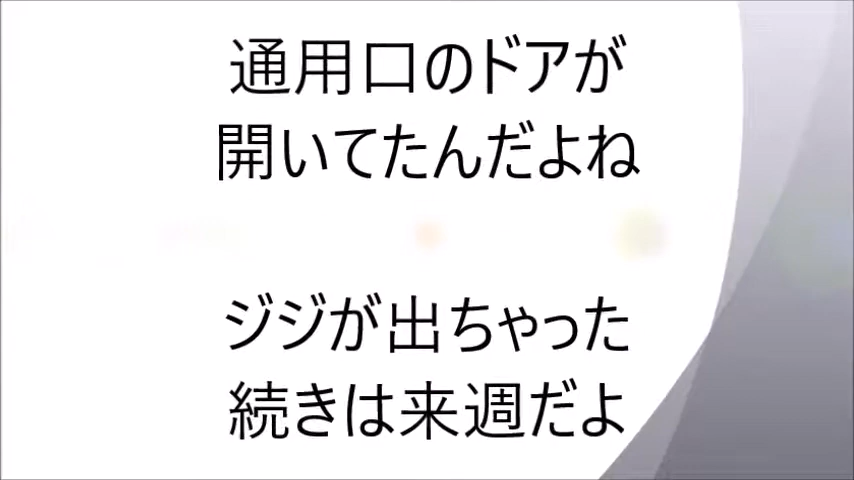 通用口のドアが
開いてたんだよね
ジジが出ちゃった
続きは来週だよ